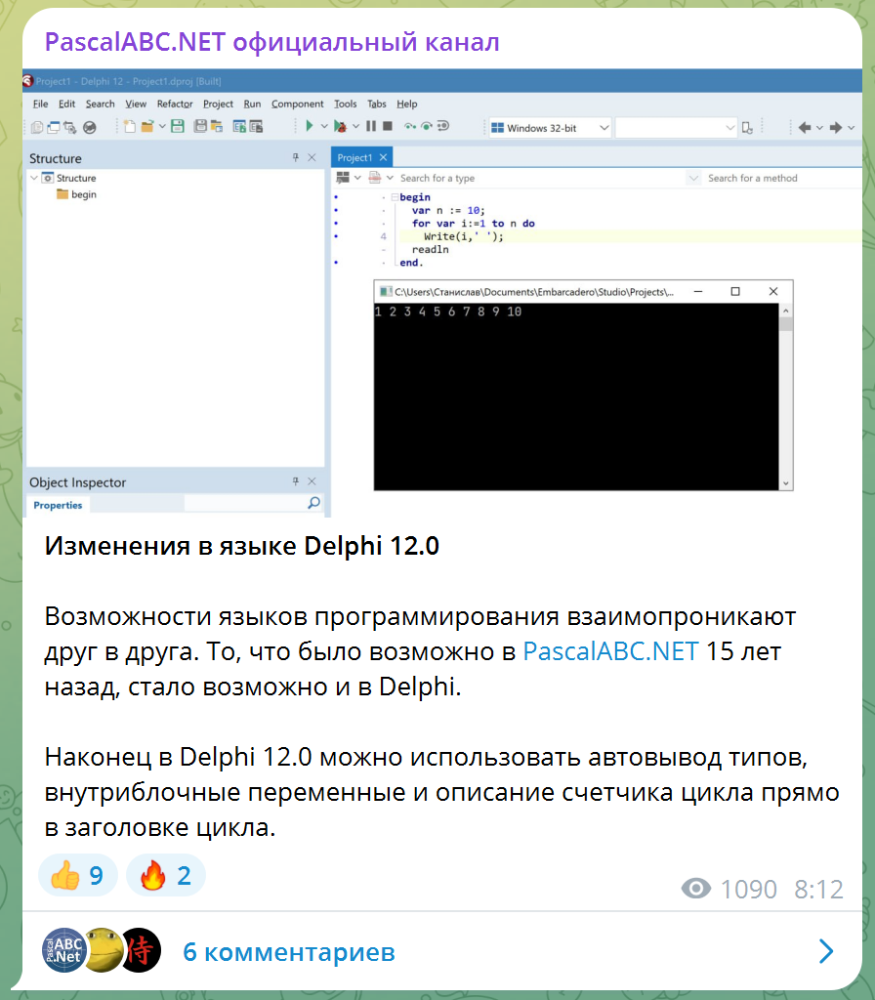 PascalABC.NET официальный канал
Project1 - Delphi 12 - Project1.dproj [Built]
File Edit Search View Refactor Project Run Component Tools Tabs Help
Windows 32-bit
Structure
Project1
Structure
Search for a type
Search for a method
begin
begin
var n := 10;
for var i:=1 to n do
4 Write(i,' ');
readln
end.
C:\Users\Станислав\Documents\Embarcadero\Studio\Projects\...
1 2 3 4 5 6 7 8 9 10
Object Inspector
Properties
Изменения в языке Delphi 12.0
Возможности языков программирования взаимопроникают
друг в друга. То, что было возможно в PascalABC.NET 15 лет
назад, стало возможно и в Delphi.
Наконец в Delphi 12.0 можно использовать автовывод типов,
внутриблочные переменные и описание счетчика цикла прямо
в заголовке цикла.
9 2
1090 8:12
Pascal ABC .Net
侍
6 комментариев